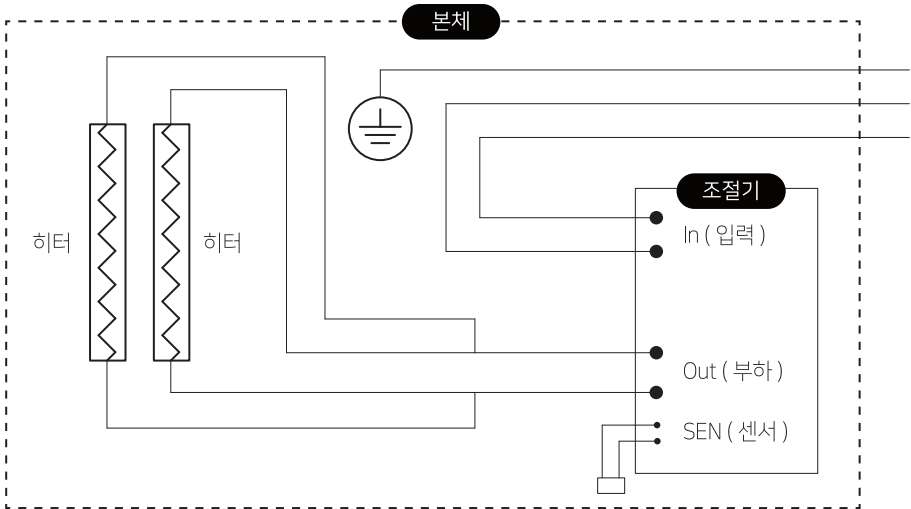 본체
조절기
In ( 입력 )
히터
히터
Out ( 부하 )
SEN ( 센서 )